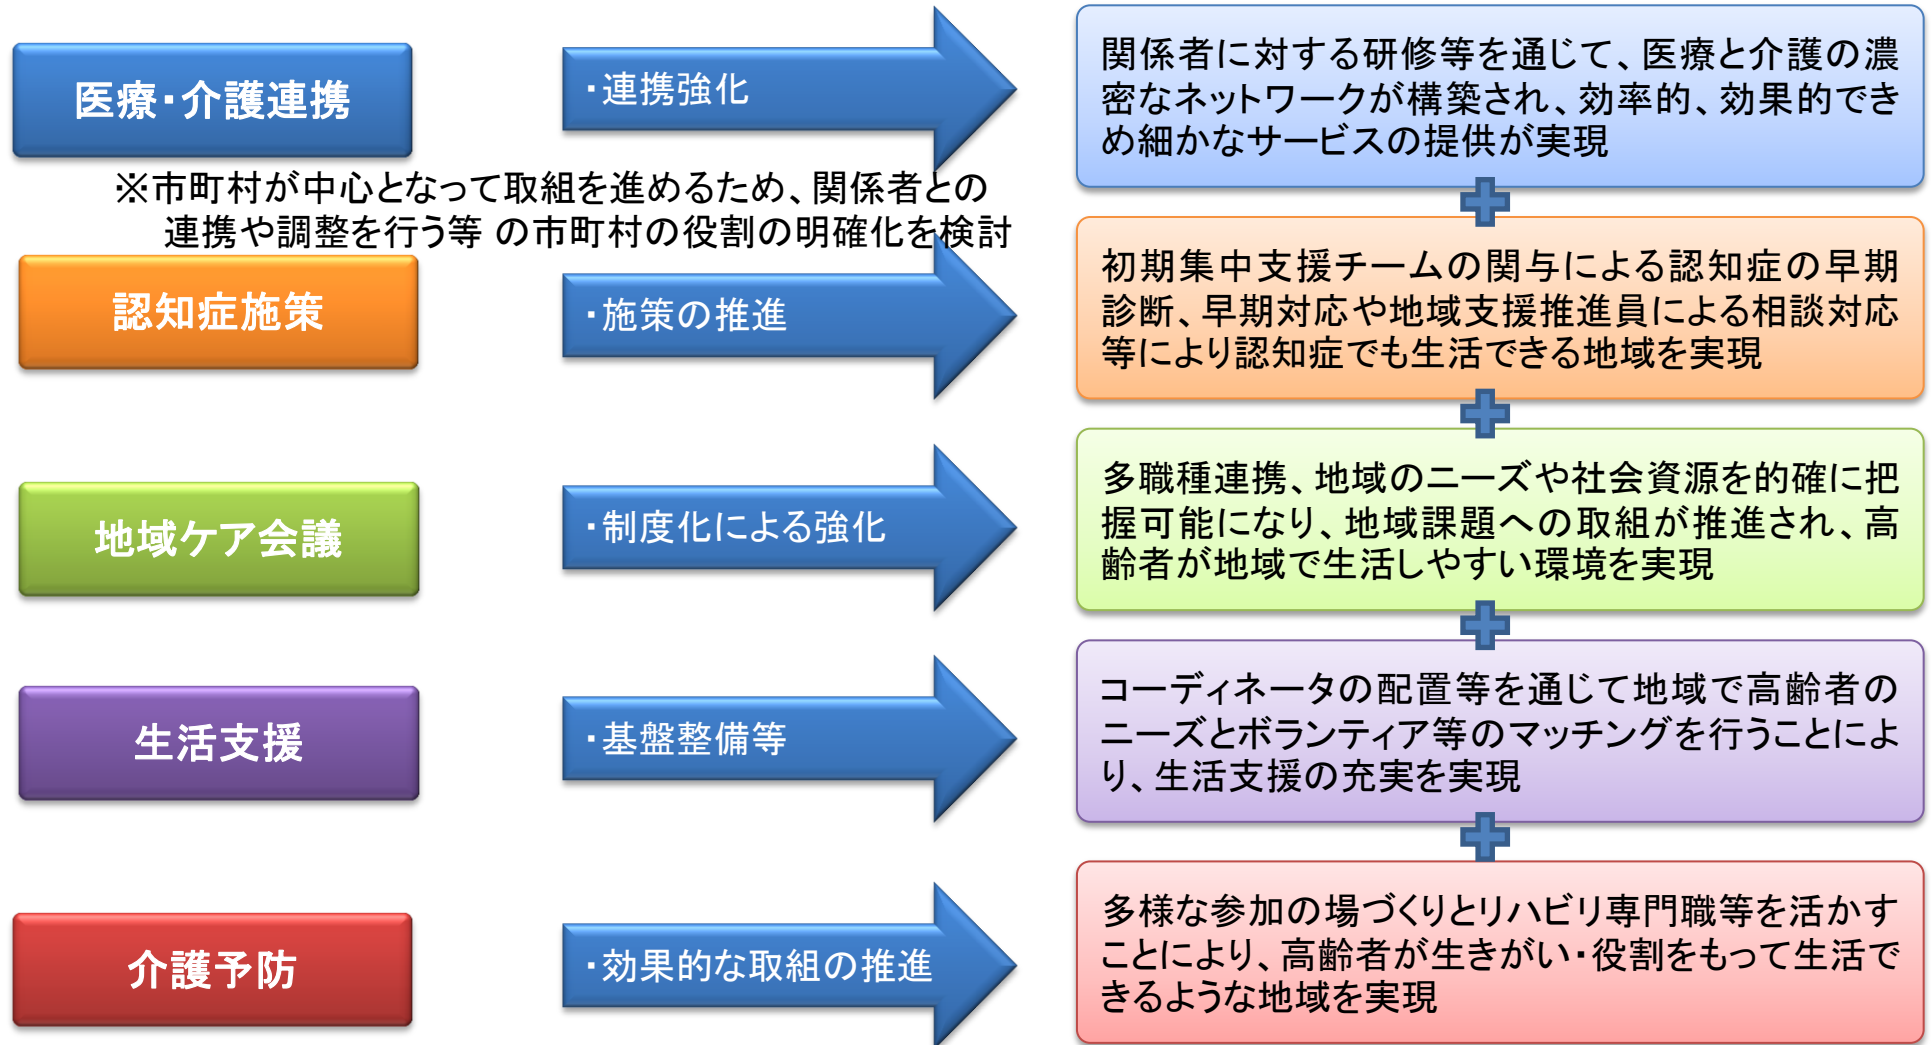 医療・介護連携
・連携強化
関係者に対する研修等を通じて、医療と介護の濃
密なネットワークが構築され、効率的、効果的でき
め細かなサービスの提供が実現
※市町村が中心となって取組を進めるため、関係者との
連携や調整を行う等 の市町村の役割の明確化を検討
認知症施策
・施策の推進
初期集中支援チームの関与による認知症の早期
診断、早期対応や地域支援推進員による相談対応
等により認知症でも生活できる地域を実現
地域ケア会議
・制度化による強化
多職種連携、地域のニーズや社会資源を的確に把
握可能になり、地域課題への取組が推進され、高
齢者が地域で生活しやすい環境を実現
生活支援
・基盤整備等
コーディネータの配置等を通じて地域で高齢者の
ニーズとボランティア等のマッチングを行うことによ
り、生活支援の充実を実現
介護予防
・効果的な取組の推進
多様な参加の場づくりとリハビリ専門職等を活かす
ことにより、高齢者が生きがい・役割をもって生活で
きるような地域を実現